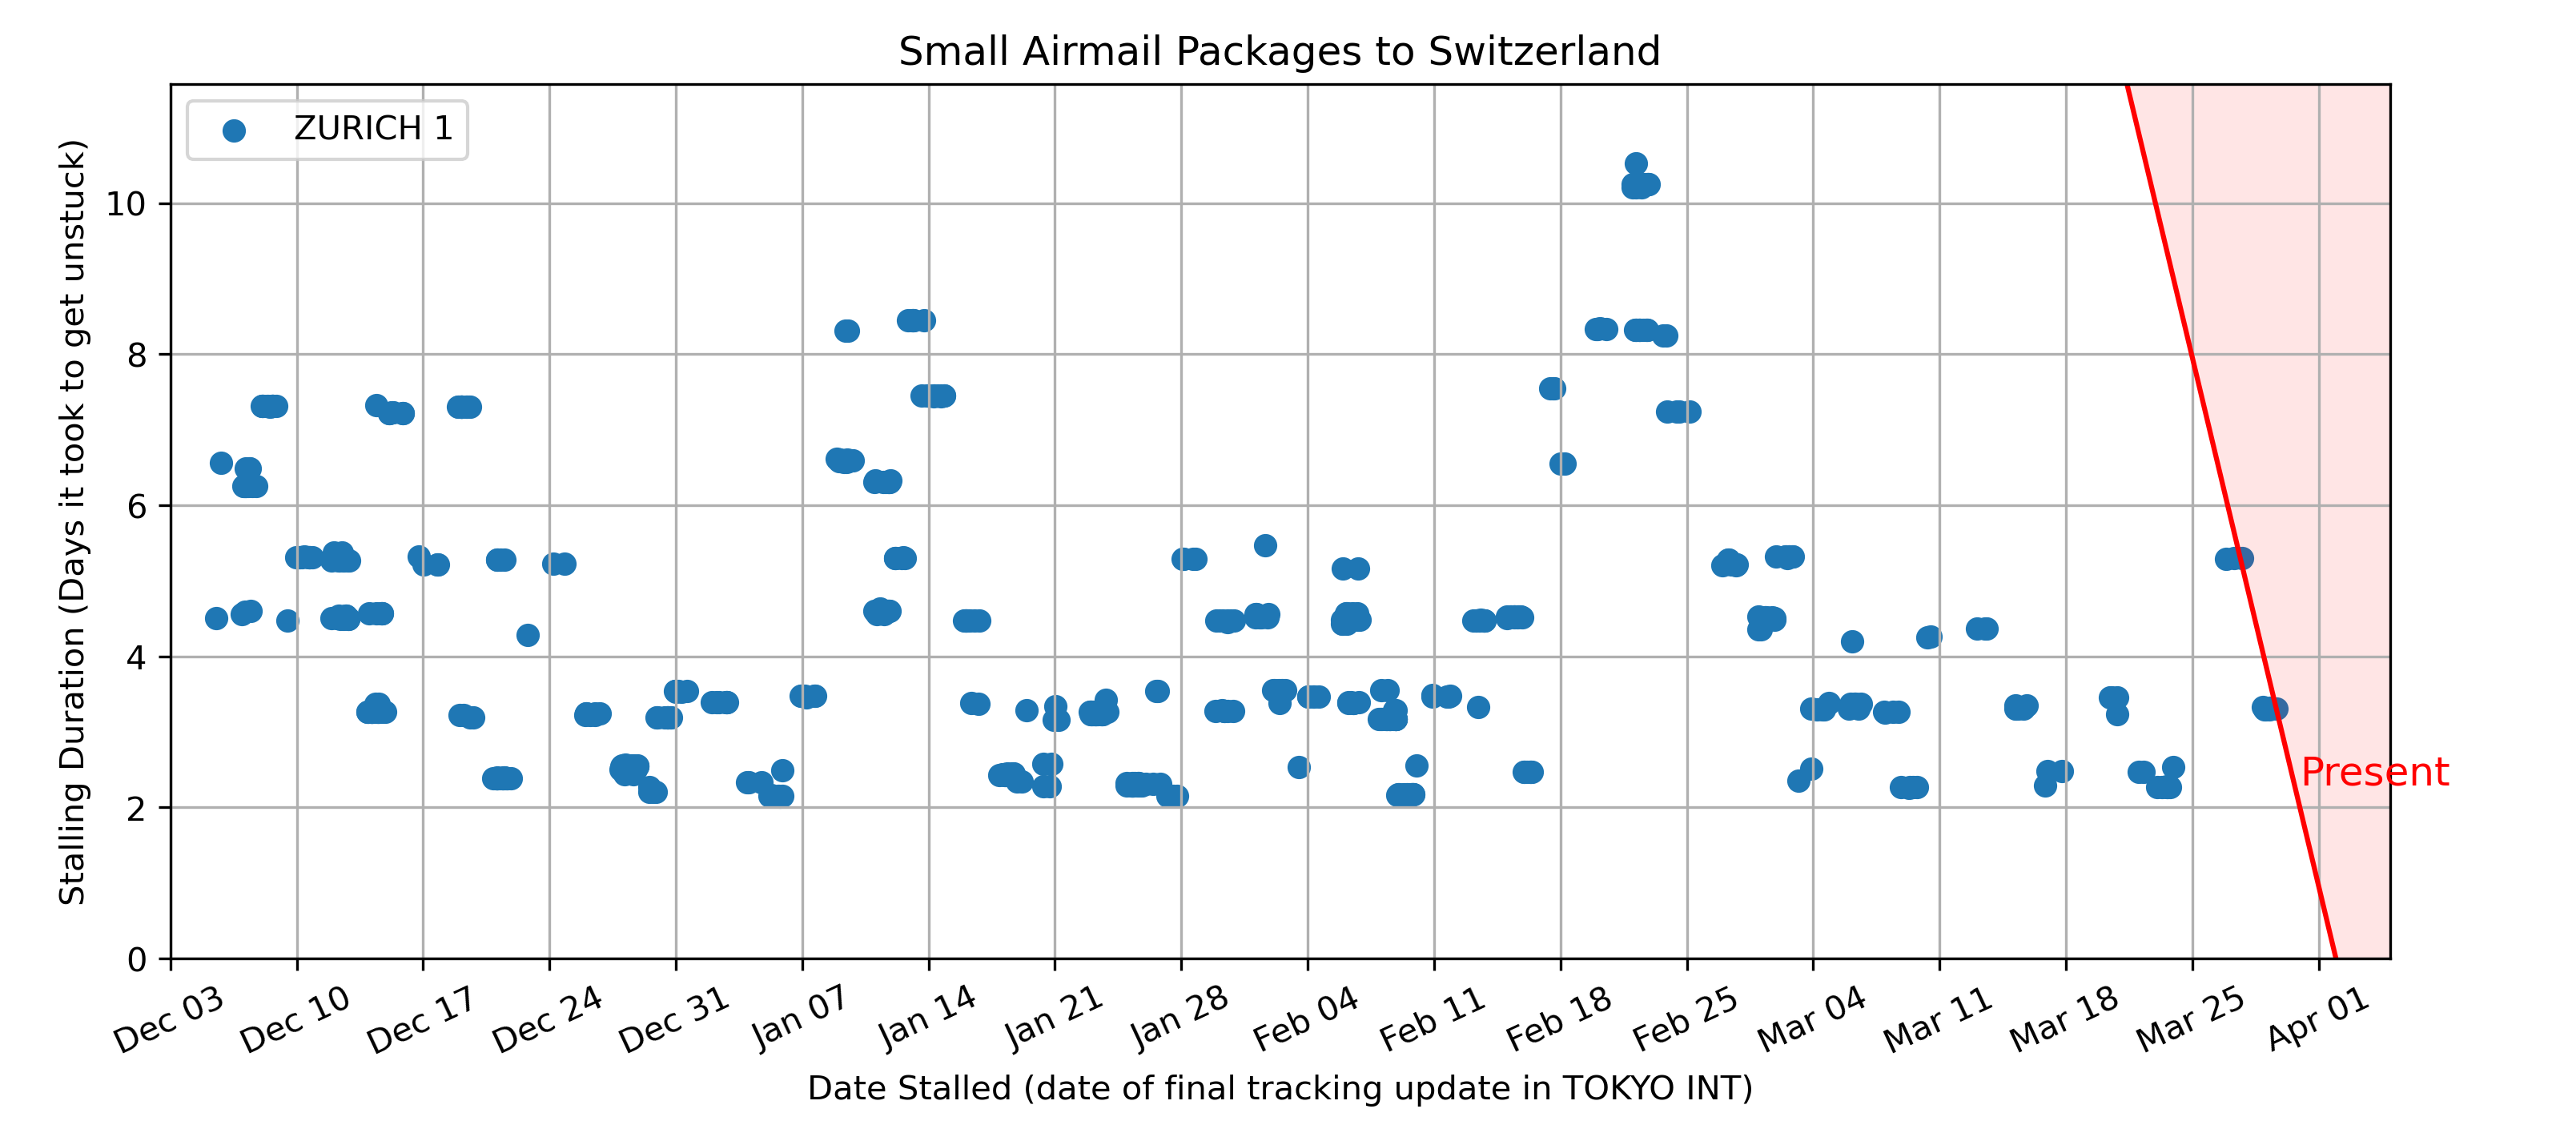 Small Airmail Packages to Switzerland
ZURICH 1
Stalling Duration (Days it took to get unstuck)
10
8
6
4
2
0
Present
Dec 03 Dec 10 Dec 17 Dec 24 Dec 31 Jan 07 Jan 14 Jan 21 Jan 28 Feb 04 Feb 11 Feb 18 Feb 25 Mar 04 Mar 11 Mar 18 Mar 25 Apr 01
Date Stalled (date of final tracking update in TOKYO INT)